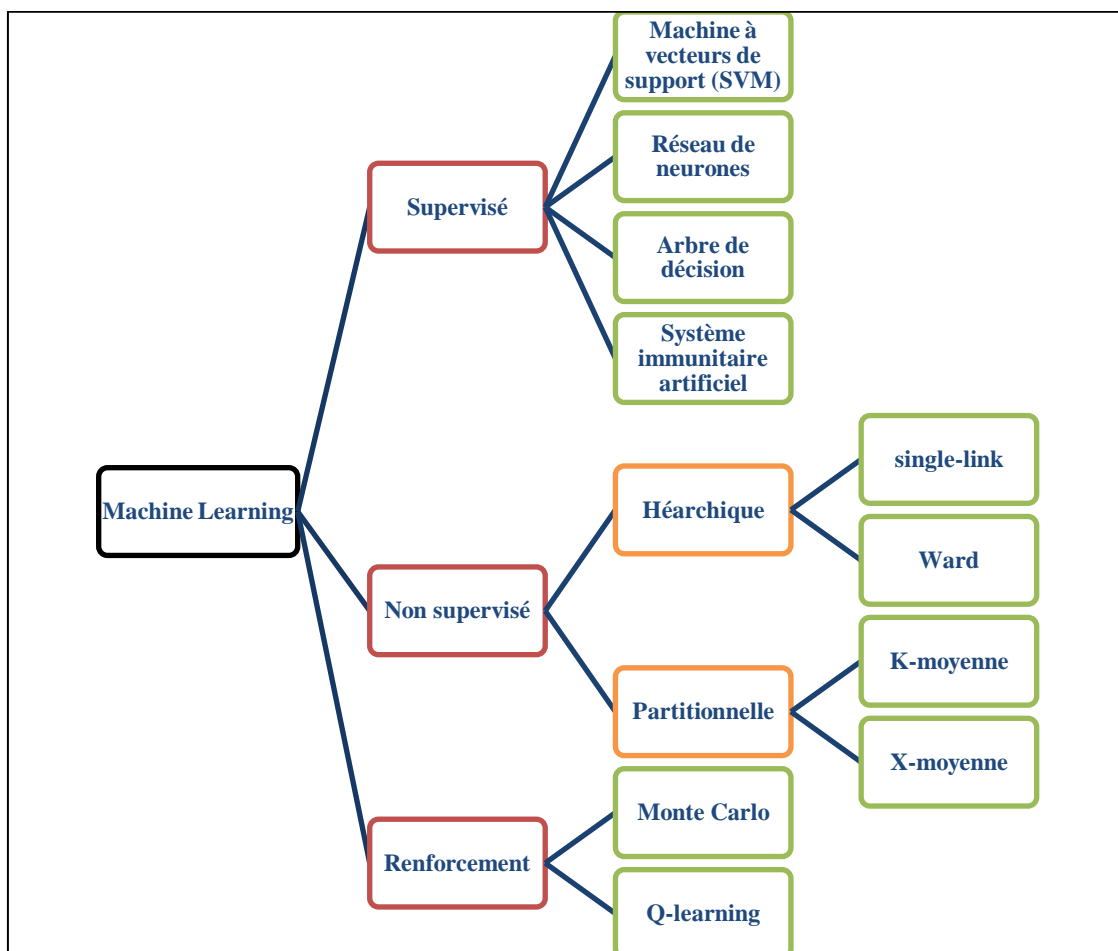 Machine à
vecteurs de
support (SVM)
Réseau de
neurones
Supervisé
Arbre de
décision
Système
immunitaire
artificiel
single-link
Machine Learning
Héarchique
Ward
Non supervisé
K-moyenne
Partitionnelle
X-moyenne
Monte Carlo
Renforcement
Q-learning